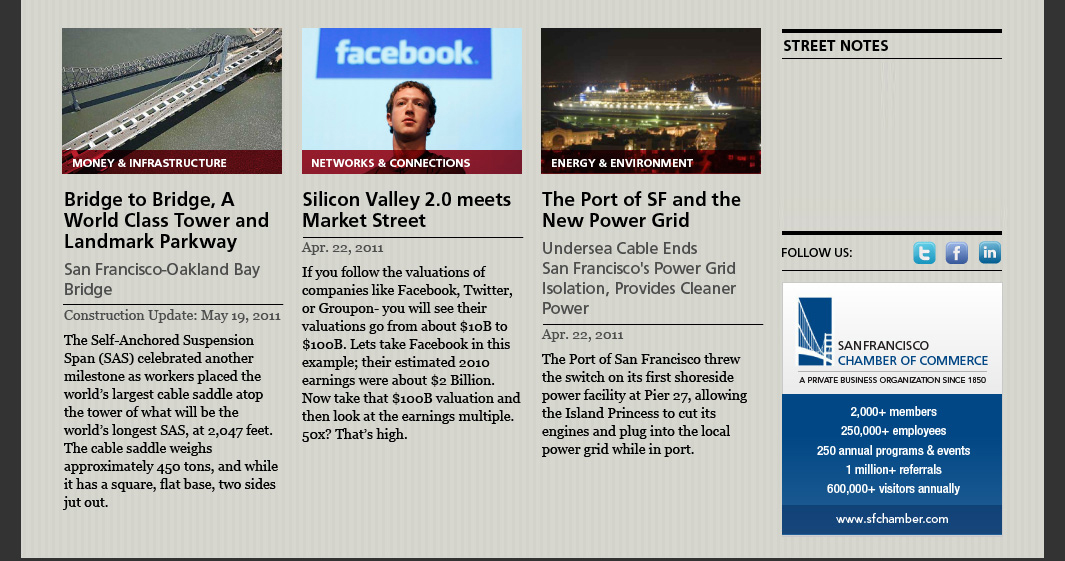 MONEY & INFRASTRUCTURE
Bridge to Bridge, A
World Class Tower and
Landmark Parkway
San Francisco-Oakland Bay
Bridge
Construction Update: May 19, 2011
The Self-Anchored Suspension
Span (SAS) celebrated another
milestone as workers placed the
world's largest cable saddle atop
the tower of what will be the
world's longest SAS, at 2,047 feet.
The cable saddle weighs
approximately 450 tons, and while
it has a square, flat base, two sides
jut out.
facebook
NETWORKS & CONNECTIONS
Silicon Valley 2.0 meets
Market Street
Apr. 22, 2011
If you follow the valuations of
companies like Facebook, Twitter,
or Groupon- you will see their
valuations go from about $10B to
$100B. Lets take Facebook in this
example; their estimated 2010
earnings were about $2 Billion.
Now take that $100B valuation and
then look at the earnings multiple.
50x? That's high.
ENERGY & ENVIRONMENT
The Port of SF and the
New Power Grid
Undersea Cable Ends
San Francisco's Power Grid
Isolation, Provides Cleaner
Power
Apr. 22, 2011
The Port of San Francisco threw
the switch on its first shoreside
power facility at Pier 27, allowing
the Island Princess to cut its
engines and plug into the local
power grid while in port.
STREET NOTES
FOLLOW US:
t f in
SAN FRANCISCO
CHAMBER OF COMMERCE
A PRIVATE BUSINESS ORGANIZATION SINCE 1850
2,000+ members
250,000+ employees
250 annual programs & events
1 million+ referrals
600,000+ visitors annually
www.sfchamber.com